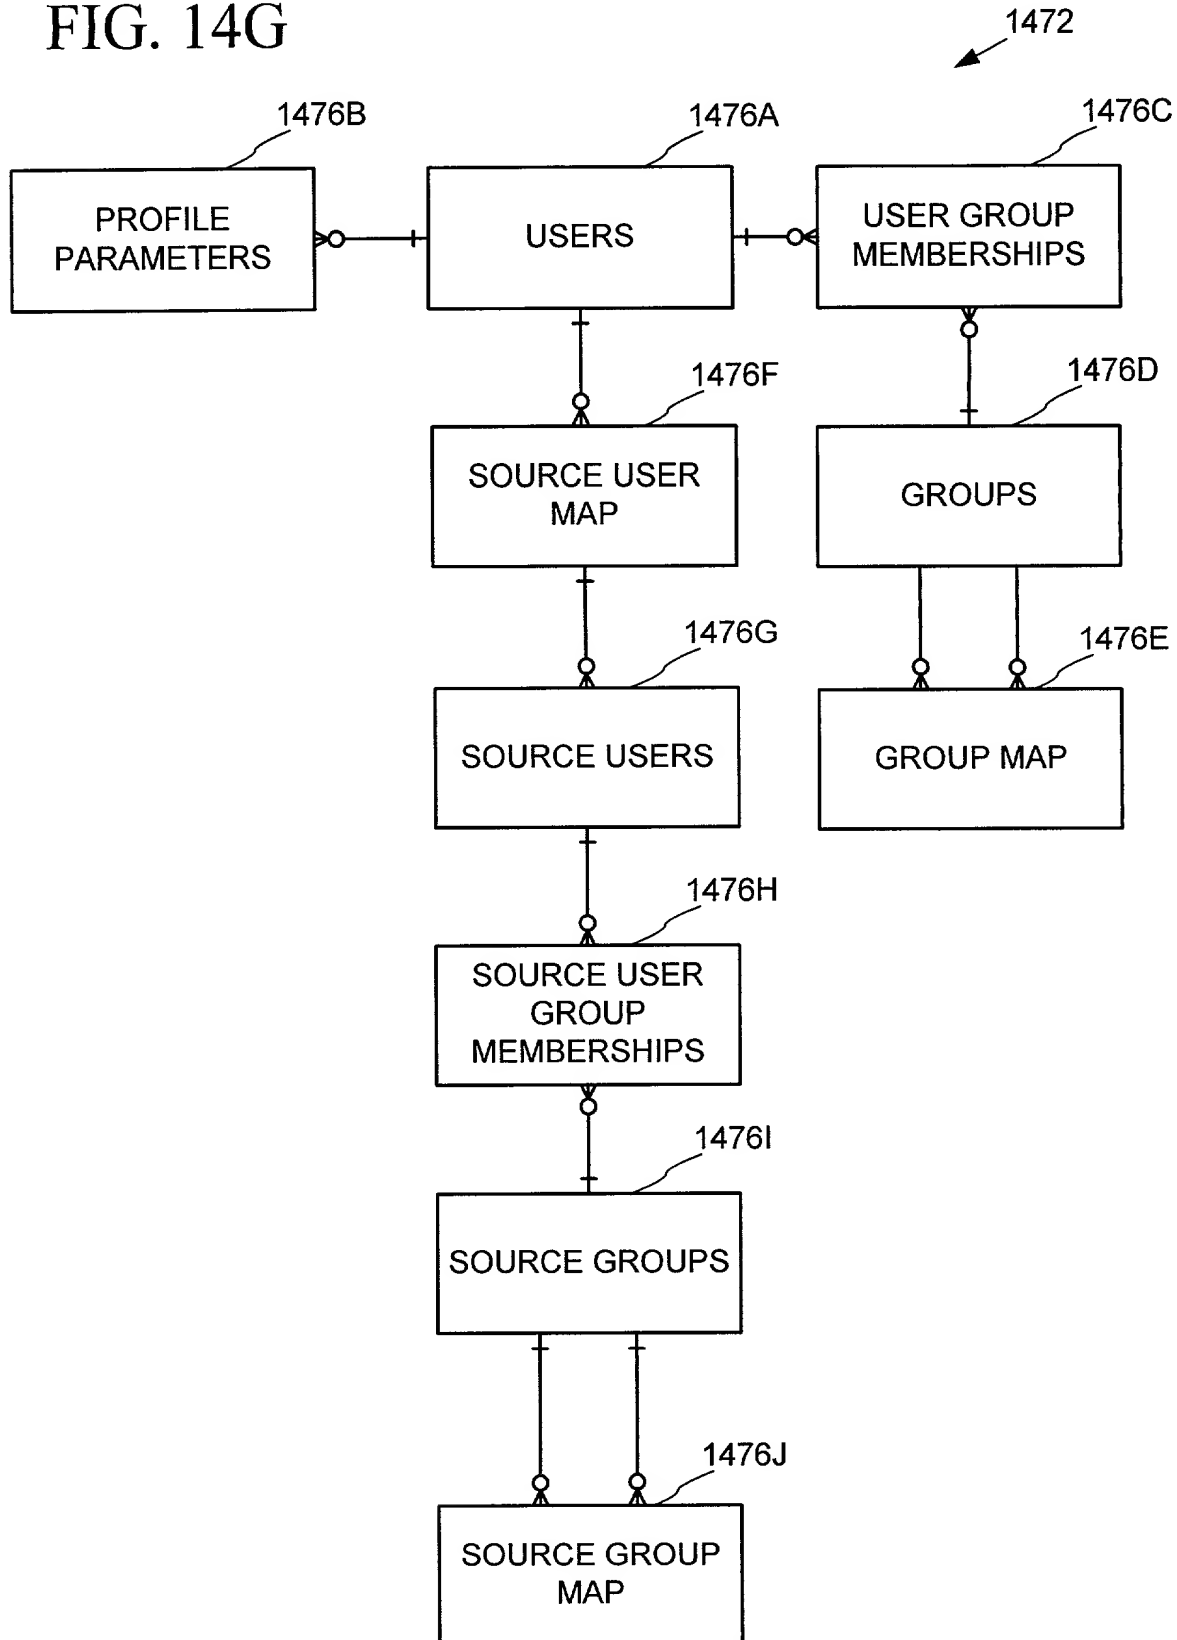 FIG. 14G
1472
1476B
1476A
1476C
PROFILE
PARAMETERS
USERS
USER GROUP
MEMBERSHIPS
1476F
1476D
SOURCE USER
MAP
GROUPS
1476G
1476E
SOURCE USERS
GROUP MAP
1476H
SOURCE USER
GROUP
MEMBERSHIPS
1476I
SOURCE GROUPS
1476J
SOURCE GROUP
MAP